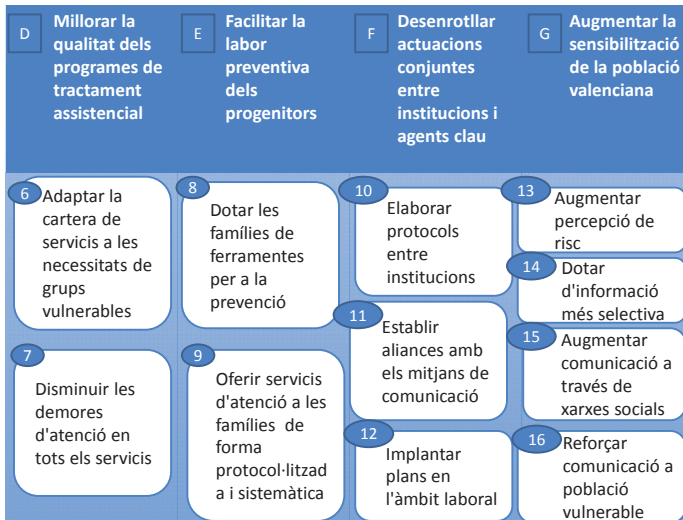 D
Millorar la
qualitat dels
programes de
tractament
assistencial
E
Facilitar la
labor
preventiva
dels
progenitors
F
Desenrotllar
actuacions
conjuntes
entre
institucions i
agents clau
G
Augmentar la
sensibilització
de la població
valenciana
6
Adaptar la
cartera de
servicis a les
necessitats de
grups
vulnerables
7
Disminuir les
demores
d'atenció en
tots els servicis
8
Dotar les
famílies de
ferramentes
per a la
prevenció
9
Oferir servicis
d'atenció a les
famílies de
forma
protocol·litzad
a i sistemàtica
10
Elaborar
protocols
entre
institucions
11
Establir
aliances amb
els mitjans de
comunicació
12
Implantar
plans en
l'àmbit laboral
13
Augmentar
percepció de
risc
14
Dotar
d'informació
més selectiva
15
Augmentar
comunicació a
través de
xarxes socials
16
Reforçar
comunicació a
població
vulnerable